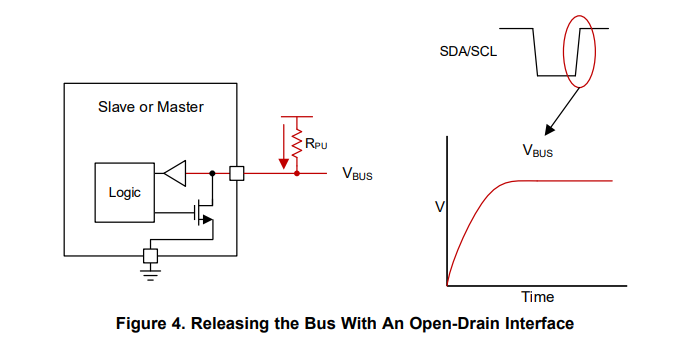 SDA/SCL
Slave or Master
RPU
VBUS
VBUS
Logic
V
Time
Figure 4. Releasing the Bus With An Open-Drain Interface